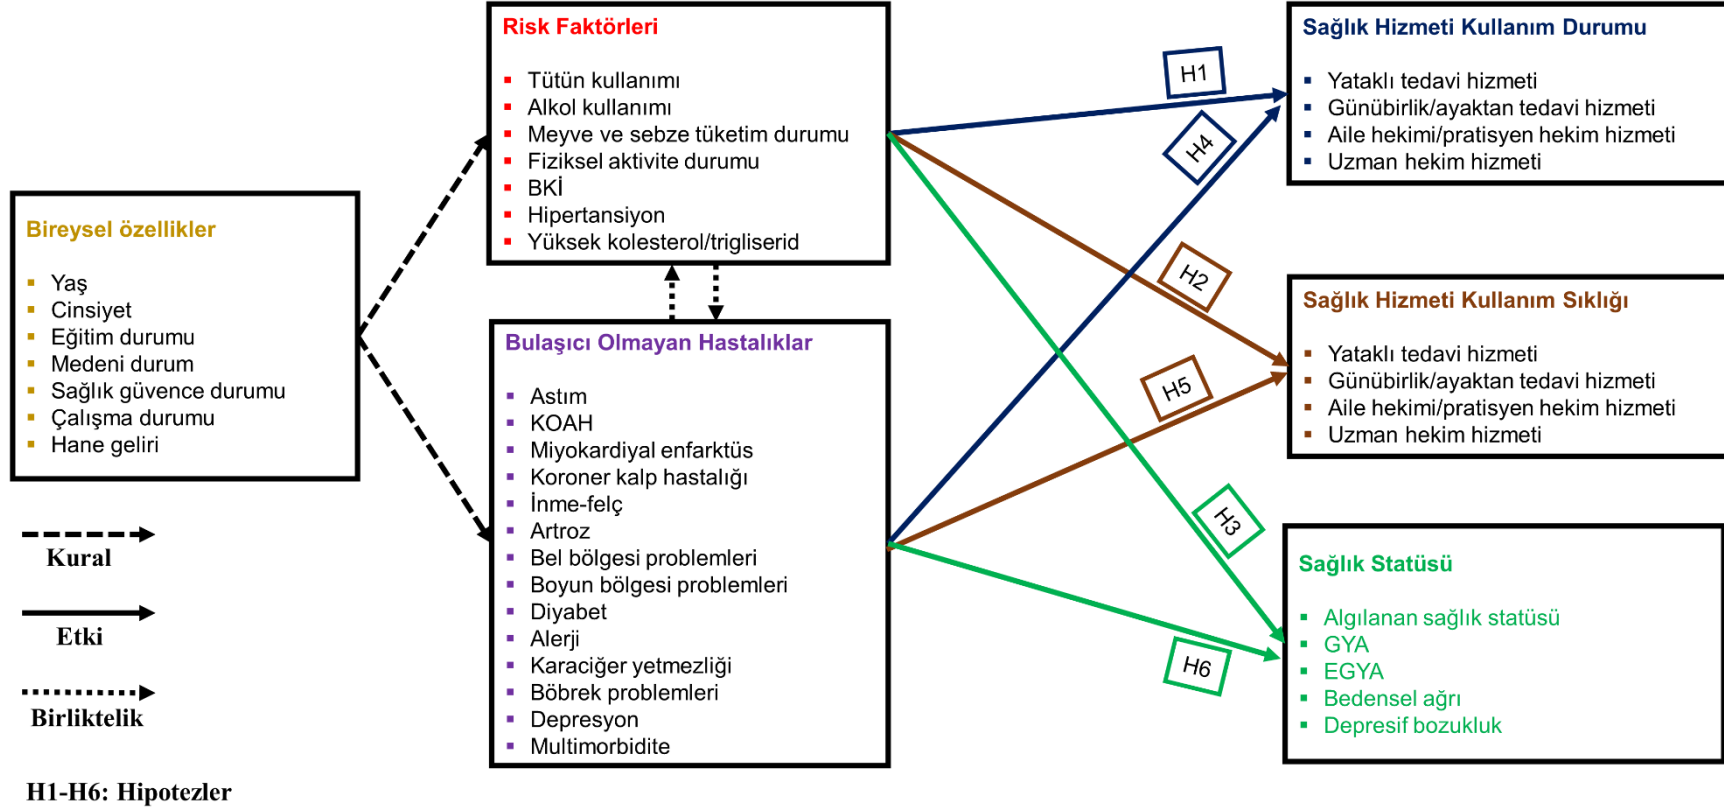 Bireysel özellikler
Yaş
Cinsiyet
Eğitim durumu
Medeni durum
Sağlık güvence durumu
Çalışma durumu
Hane geliri
Kural
Etki
Birliktelik
H1-H6: Hipotezler
Risk Faktörleri
Tütün kullanımı
Alkol kullanımı
Meyve ve sebze tüketim durumu
Fiziksel aktivite durumu
BKİ
Hipertansiyon
Yüksek kolesterol/trigliserid
Bulaşıcı Olmayan Hastalıklar
Astım
KOAH
Miyokardiyal enfarktüs
Koroner kalp hastalığı
İnme-felç
Artroz
Bel bölgesi problemleri
Boyun bölgesi problemleri
Diyabet
Alerji
Karaciğer yetmezliği
Böbrek problemleri
Depresyon
Multimorbidite
H1
H4
H2
H5
H3
H6
Sağlık Hizmeti Kullanım Durumu
Yataklı tedavi hizmeti
Günübirlik/ayaktan tedavi hizmeti
Aile hekimi/pratisyen hekim hizmeti
Uzman hekim hizmeti
Sağlık Hizmeti Kullanım Sıklığı
Yataklı tedavi hizmeti
Günübirlik/ayaktan tedavi hizmeti
Aile hekimi/pratisyen hekim hizmeti
Uzman hekim hizmeti
Sağlık Statüsü
Algılanan sağlık statüsü
GYA
EGYA
Bedensel ağrı
Depresif bozukluk